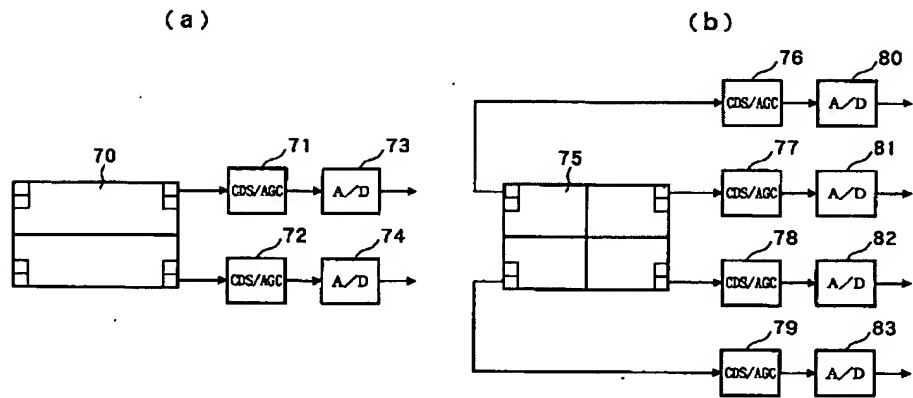 (a)
(b)
70
71
73
CDS/AGC
A/D
72
74
CDS/AGC
A/D
76
80
CDS/AGC
A/D
75
77
81
CDS/AGC
A/D
78
82
CDS/AGC
A/D
79
83
CDS/AGC
A/D